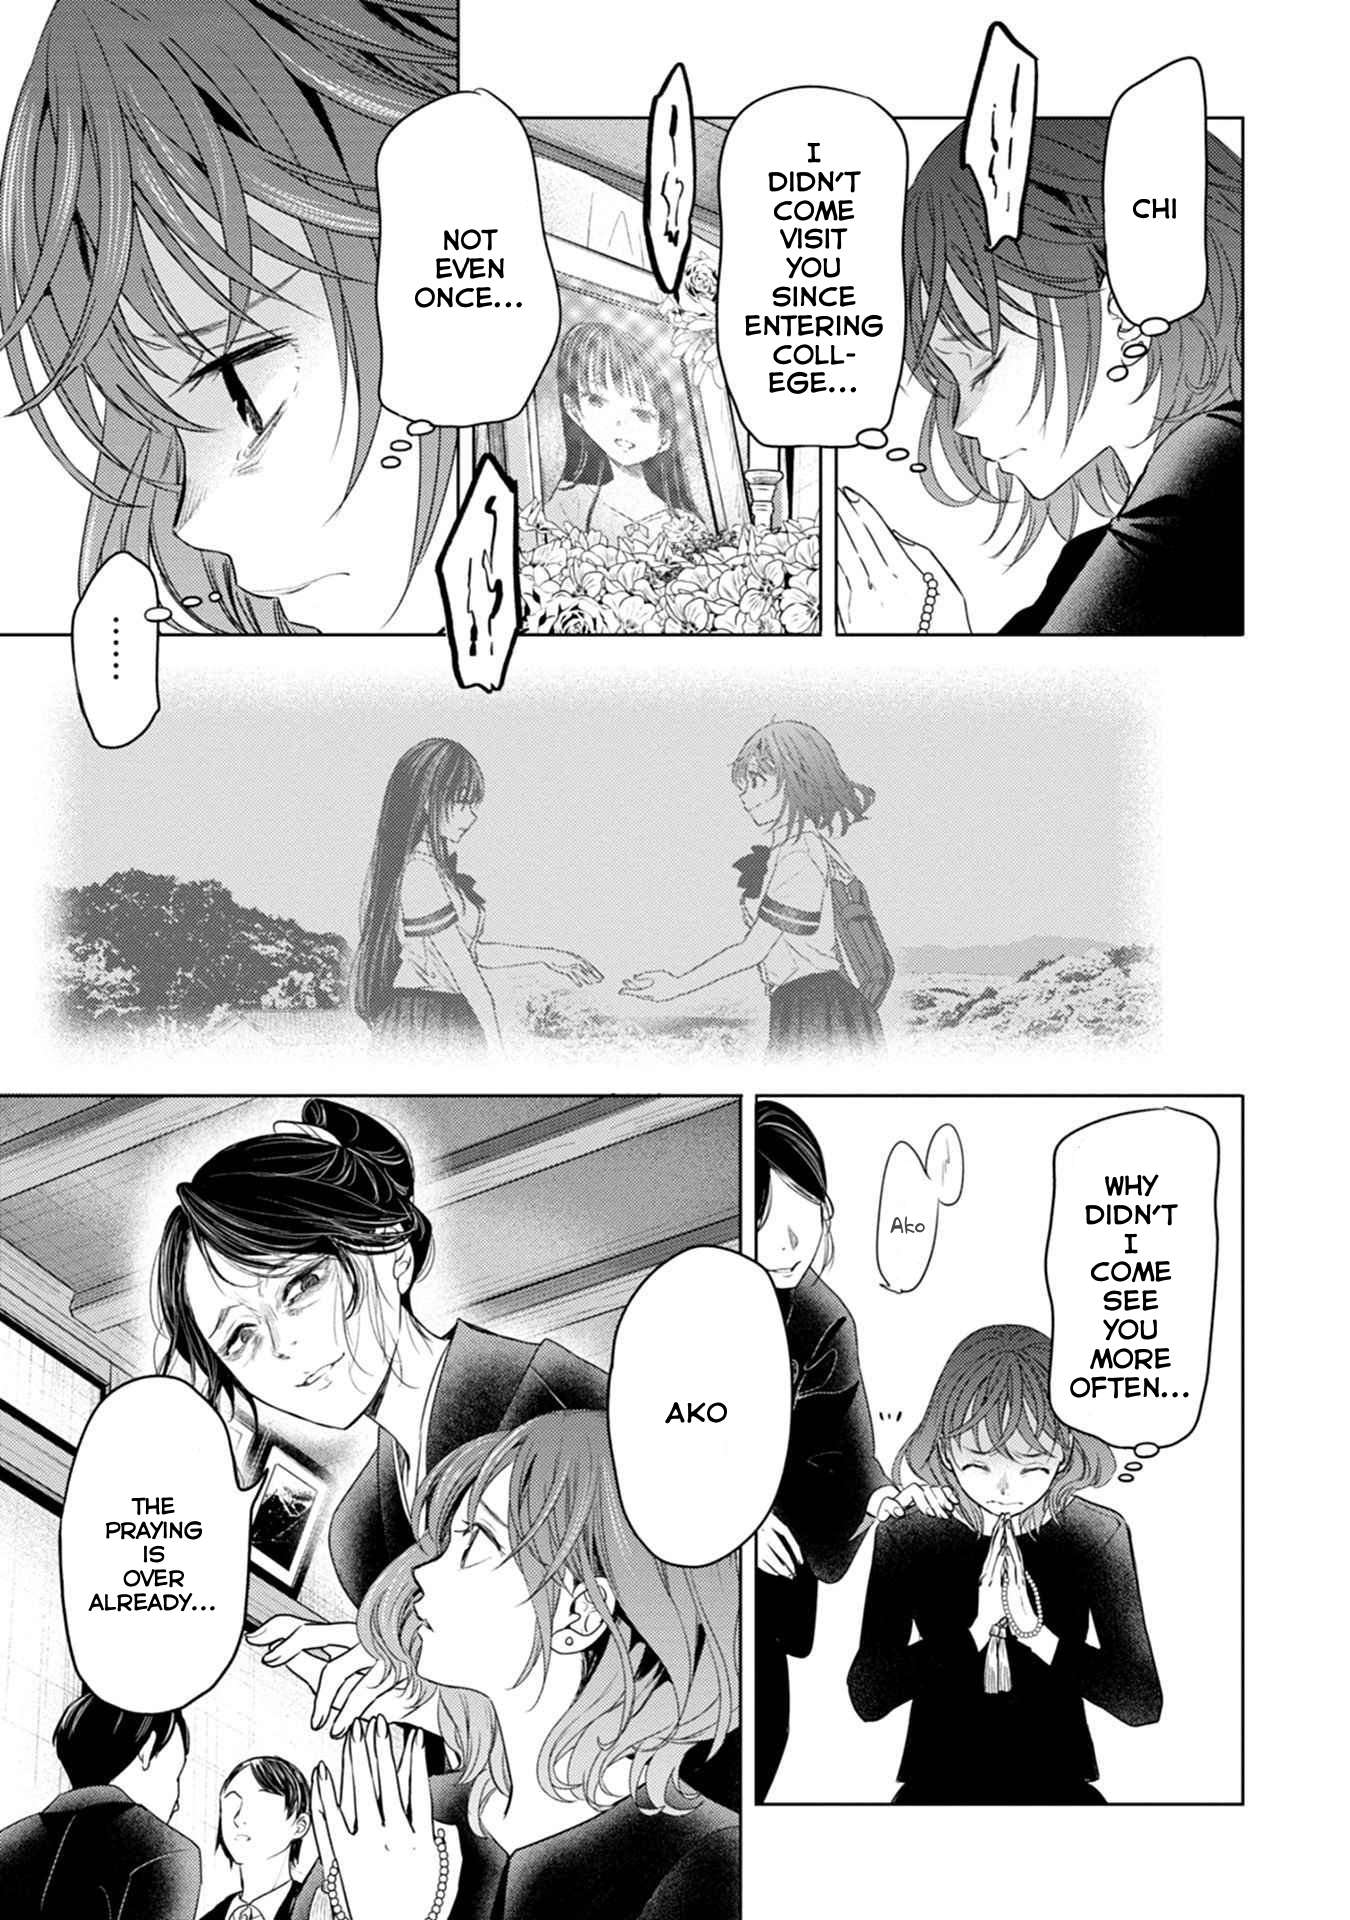 CHI
I
DIDN'T
COME
VISIT
YOU
SINCE
ENTERING
COLL-
EGE...
NOT
EVEN
ONCE...
......
WHY
DIDN'T
I
COME
SEE
YOU
MORE
OFTEN...
Ako
AKO
THE
PRAYING
IS
OVER
ALREADY...